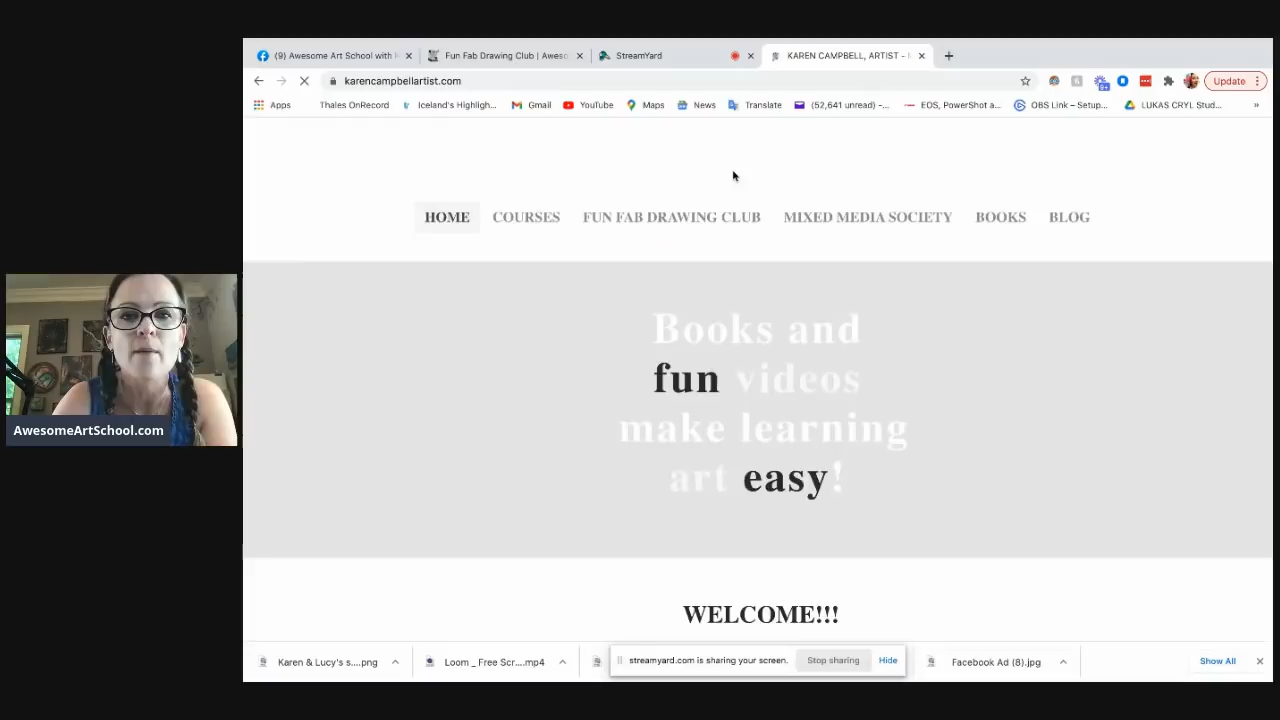 (9) Awesome Art School with
Fun Fab Drawing Club | Aweso
StreamYard
KAREN CAMPBELL, ARTIST -
karencampbellartist.com
Update
Apps
Thales OnRecord
Iceland's Highligh...
Gmail
YouTube
Maps
News
Translate
(52,641 unread) -...
EOS, PowerShot a...
OBS Link – Setup...
LUKAS CRYL Stud...
»
HOME
COURSES
FUN FAB DRAWING CLUB
MIXED MEDIA SOCIETY
BOOKS
BLOG
Books and
fun videos
make learning
art easy!
WELCOME!!!
AwesomeArtSchool.com
Karen & Lucy's s....png
Loom _ Free Scr....mp4
streamyard.com is sharing your screen.
Stop sharing
Hide
Facebook Ad (8).jpg
Show All